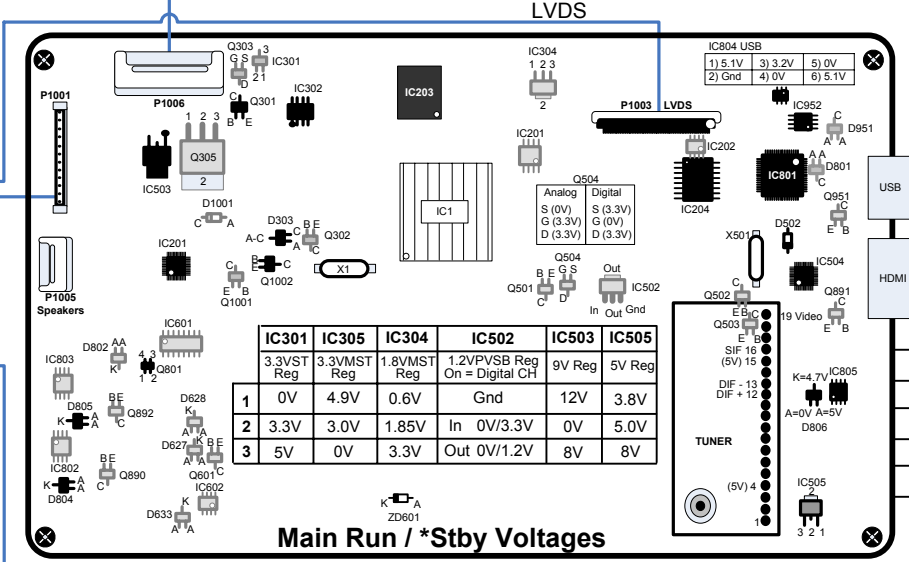 LVDS
P1001
P1006
Q303
G S
D
3
IC301
2 1
C
Q301
B E
IC302
IC203
IC304
1 2 3
2
P1003 LVDS
IC804 USB
1) 5.1V 3) 3.2V 5) 0V
2) Gnd 4) 0V 6) 5.1V
IC952
C
D951
A A
1 2 3
Q305
2
IC503
IC201
IC202
IC204
IC801
A A
D801
C
USB
Q504
Analog Digital
S (0V) S (3.3V)
G (3.3V) G (0V)
D (3.3V) D (3.3V)
IC1
D1001
C A
D303
A-C C
A
B E
Q302
C
Q951
C
E B
X501
D502
P1005
Speakers
IC201
B
E C
Q1002
C
E B
Q1001
X1
Q501
B E
C
Q504
G S
D
Out
IC502
In Out Gnd
IC504
HDMI
Q502
C
E B
Q503
C
E B
Q891
C
E B
19 Video
SIF 16
(5V) 15
DIF - 13
DIF + 12
TUNER
(5V) 4
1
K=4.7V
IC805
A=0V A=5V
D806
IC505
2
3 2 1
IC601
D802
AA
K
4 3
Q801
1 2
IC803
D805
K A
A
B E
Q892
C
D628
K
A A
D627
K
A A
B E
C
Q601
IC802
B E
Q890
C
D804
K A
A
IC602
D633
K
A A
K A
ZD601
IC301 IC305 IC304 IC502 IC503 IC505
3.3VST Reg 3.3VMST Reg 1.8VMST Reg 1.2VPVSB Reg On = Digital CH 9V Reg 5V Reg
1 0V 4.9V 0.6V Gnd 12V 3.8V
2 3.3V 3.0V 1.85V In 0V/3.3V 0V 5.0V
3 5V 0V 3.3V Out 0V/1.2V 8V 8V
Main Run / *Stby Voltages